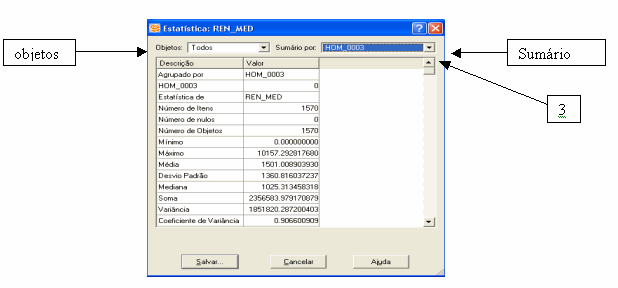 Estatística: REN_MED
Objetos: Todos Sumário por: HOM_0003
objetos
Sumário
Descrição Valor
Agrupado por HOM_0003
HOM_0003 0
Estatística de REN_MED
Número de Itens 1570
Número de nulos 0
Número de Objetos 1570
Mínimo 0.000000000
Máximo 10157.292817680
Média 1501.008903930
Desvio Padrão 1360.816037237
Mediana 1025.313458318
Soma 2356583.979170879
Variância 1851820.287200403
Coeficiente de Variância 0.906600909
3
Salvar... Cancelar Ajuda